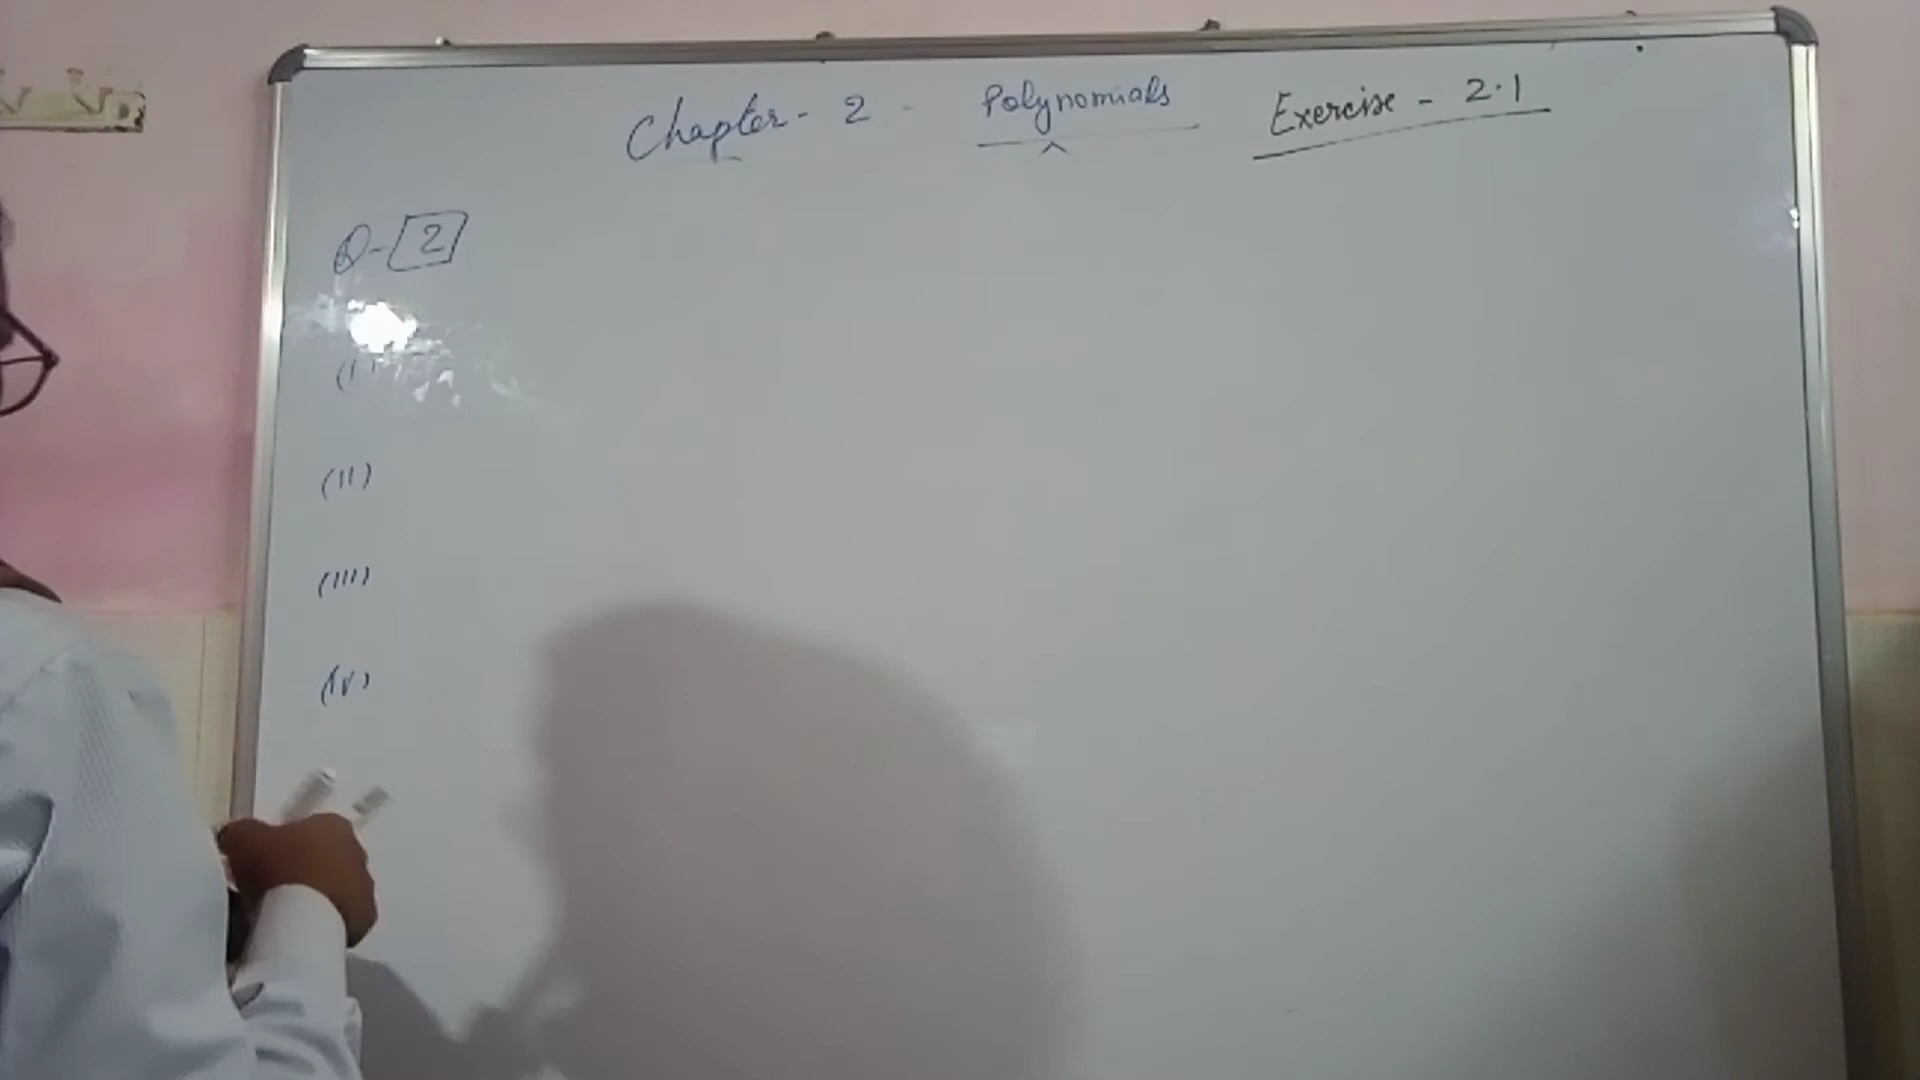 Chapter - 2 - Polynomials Exercise - 2.1
Q-2
(I)
(II)
(III)
(IV)